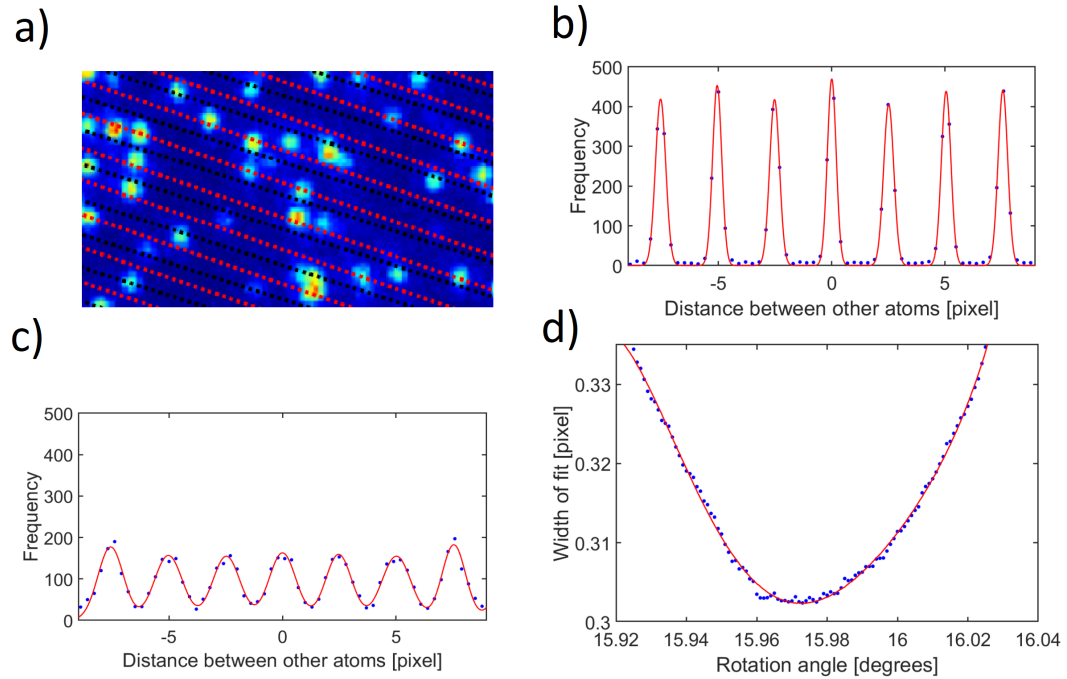 a)
b)
500
400
300
200
100
0
Frequency
-5 0 5
Distance between other atoms [pixel]
c)
500
400
300
200
100
0
Frequency
-5 0 5
Distance between other atoms [pixel]
d)
0.33
0.32
0.31
0.3
Width of fit [pixel]
15.92 15.94 15.96 15.98 16 16.02 16.04
Rotation angle [degrees]